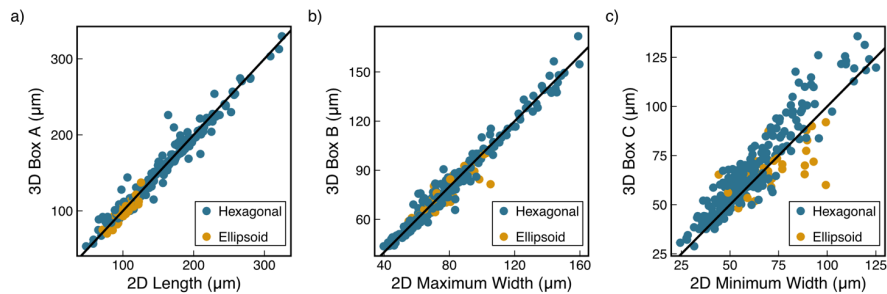 a)
3D Box A (μm)
300
200
100
100
200
300
2D Length (μm)
Hexagonal
Ellipsoid
b)
3D Box B (μm)
150
120
90
60
40
80
120
160
2D Maximum Width (μm)
Hexagonal
Ellipsoid
c)
3D Box C (μm)
125
100
75
50
25
25
50
75
100
125
2D Minimum Width (μm)
Hexagonal
Ellipsoid